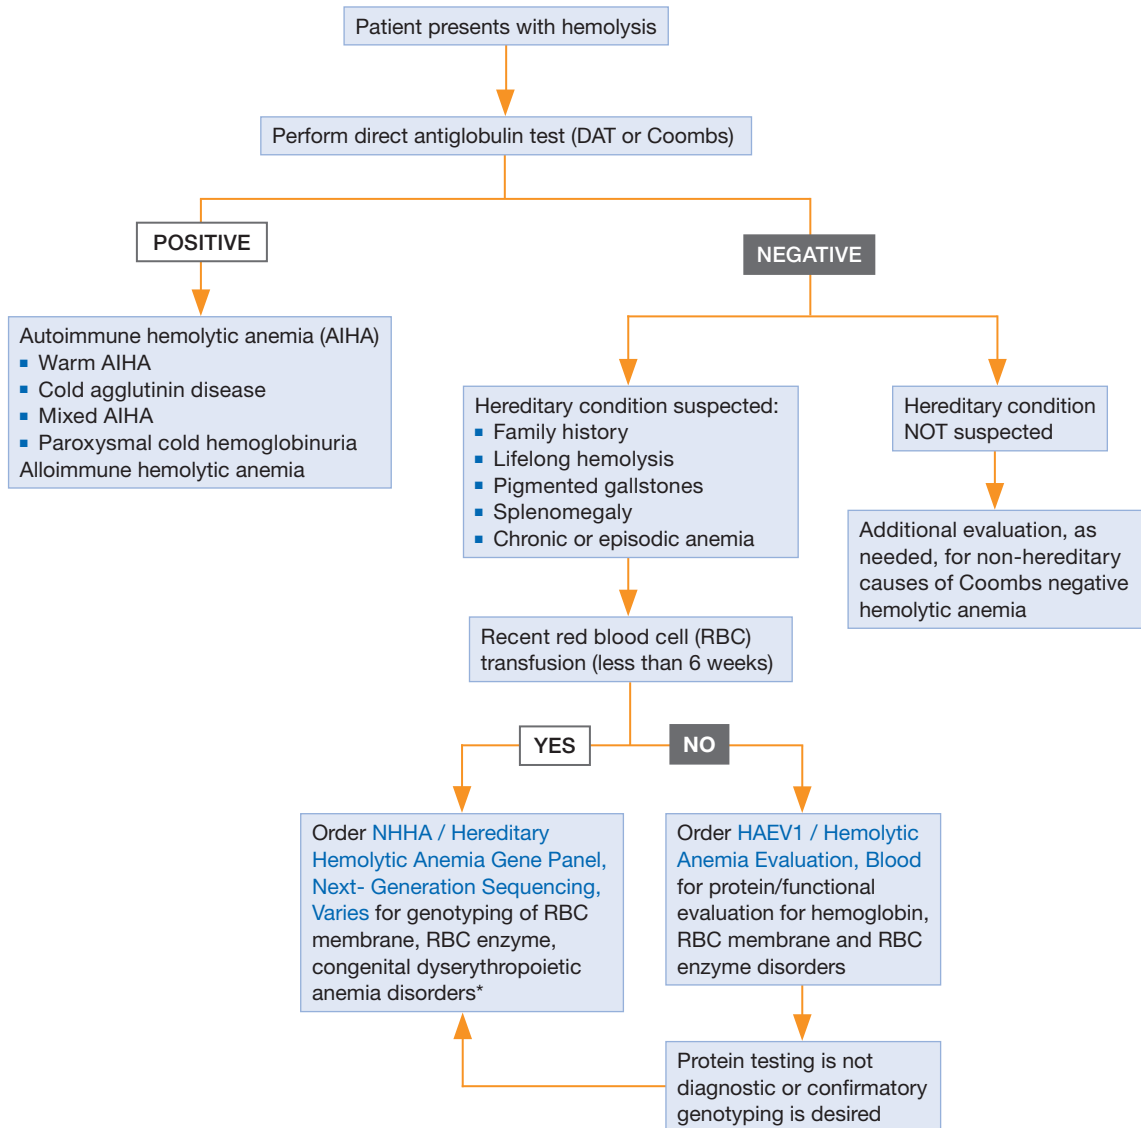 Patient presents with hemolysis
Perform direct antiglobulin test (DAT or Coombs)
POSITIVE
NEGATIVE
Autoimmune hemolytic anemia (AIHA)
▪ Warm AIHA
▪ Cold agglutinin disease
▪ Mixed AIHA
▪ Paroxysmal cold hemoglobinuria
Alloimmune hemolytic anemia
Hereditary condition suspected:
▪ Family history
▪ Lifelong hemolysis
▪ Pigmented gallstones
▪ Splenomegaly
▪ Chronic or episodic anemia
Hereditary condition
NOT suspected
Additional evaluation, as
needed, for non-hereditary
causes of Coombs negative
hemolytic anemia
Recent red blood cell (RBC)
transfusion (less than 6 weeks)
YES
NO
Order NHHA / Hereditary
Hemolytic Anemia Gene Panel,
Next- Generation Sequencing,
Varies for genotyping of RBC
membrane, RBC enzyme,
congenital dyserythropoietic
anemia disorders*
Order HAEV1 / Hemolytic
Anemia Evaluation, Blood
for protein/functional
evaluation for hemoglobin,
RBC membrane and RBC
enzyme disorders
Protein testing is not
diagnostic or confirmatory
genotyping is desired